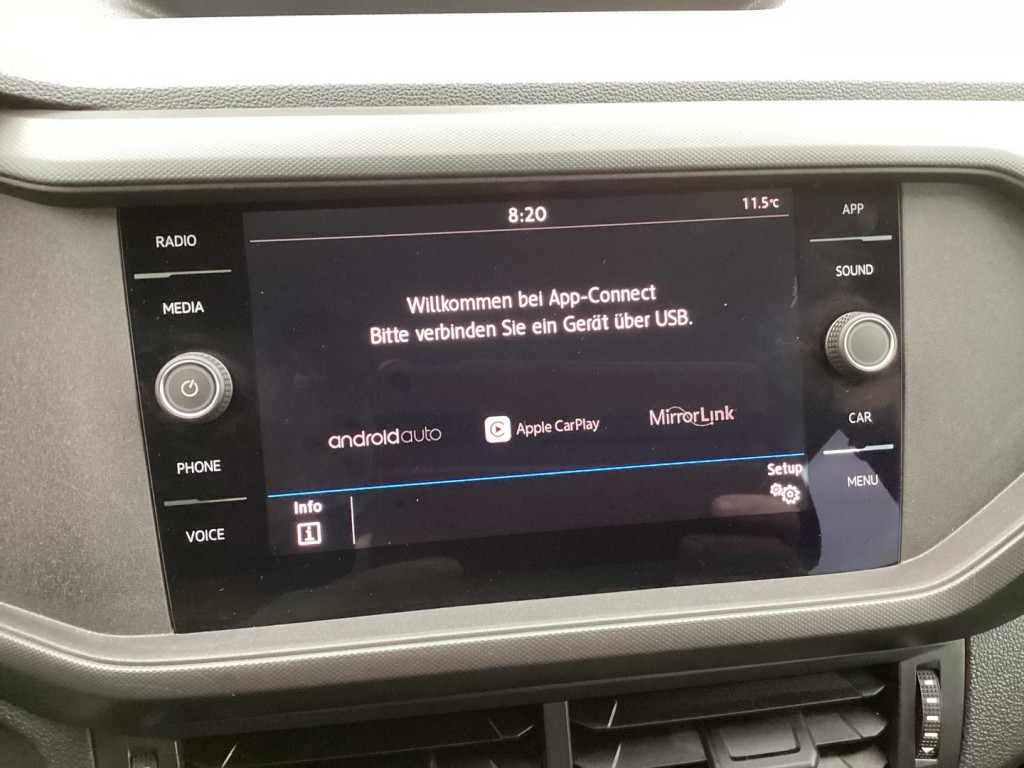 8:20
11.5°C
RADIO
MEDIA
PHONE
VOICE
Willkommen bei App-Connect
Bitte verbinden Sie ein Gerät über USB.
androidauto
Apple CarPlay
MirrorLink
Info
i
Setup
APP
SOUND
CAR
MENU